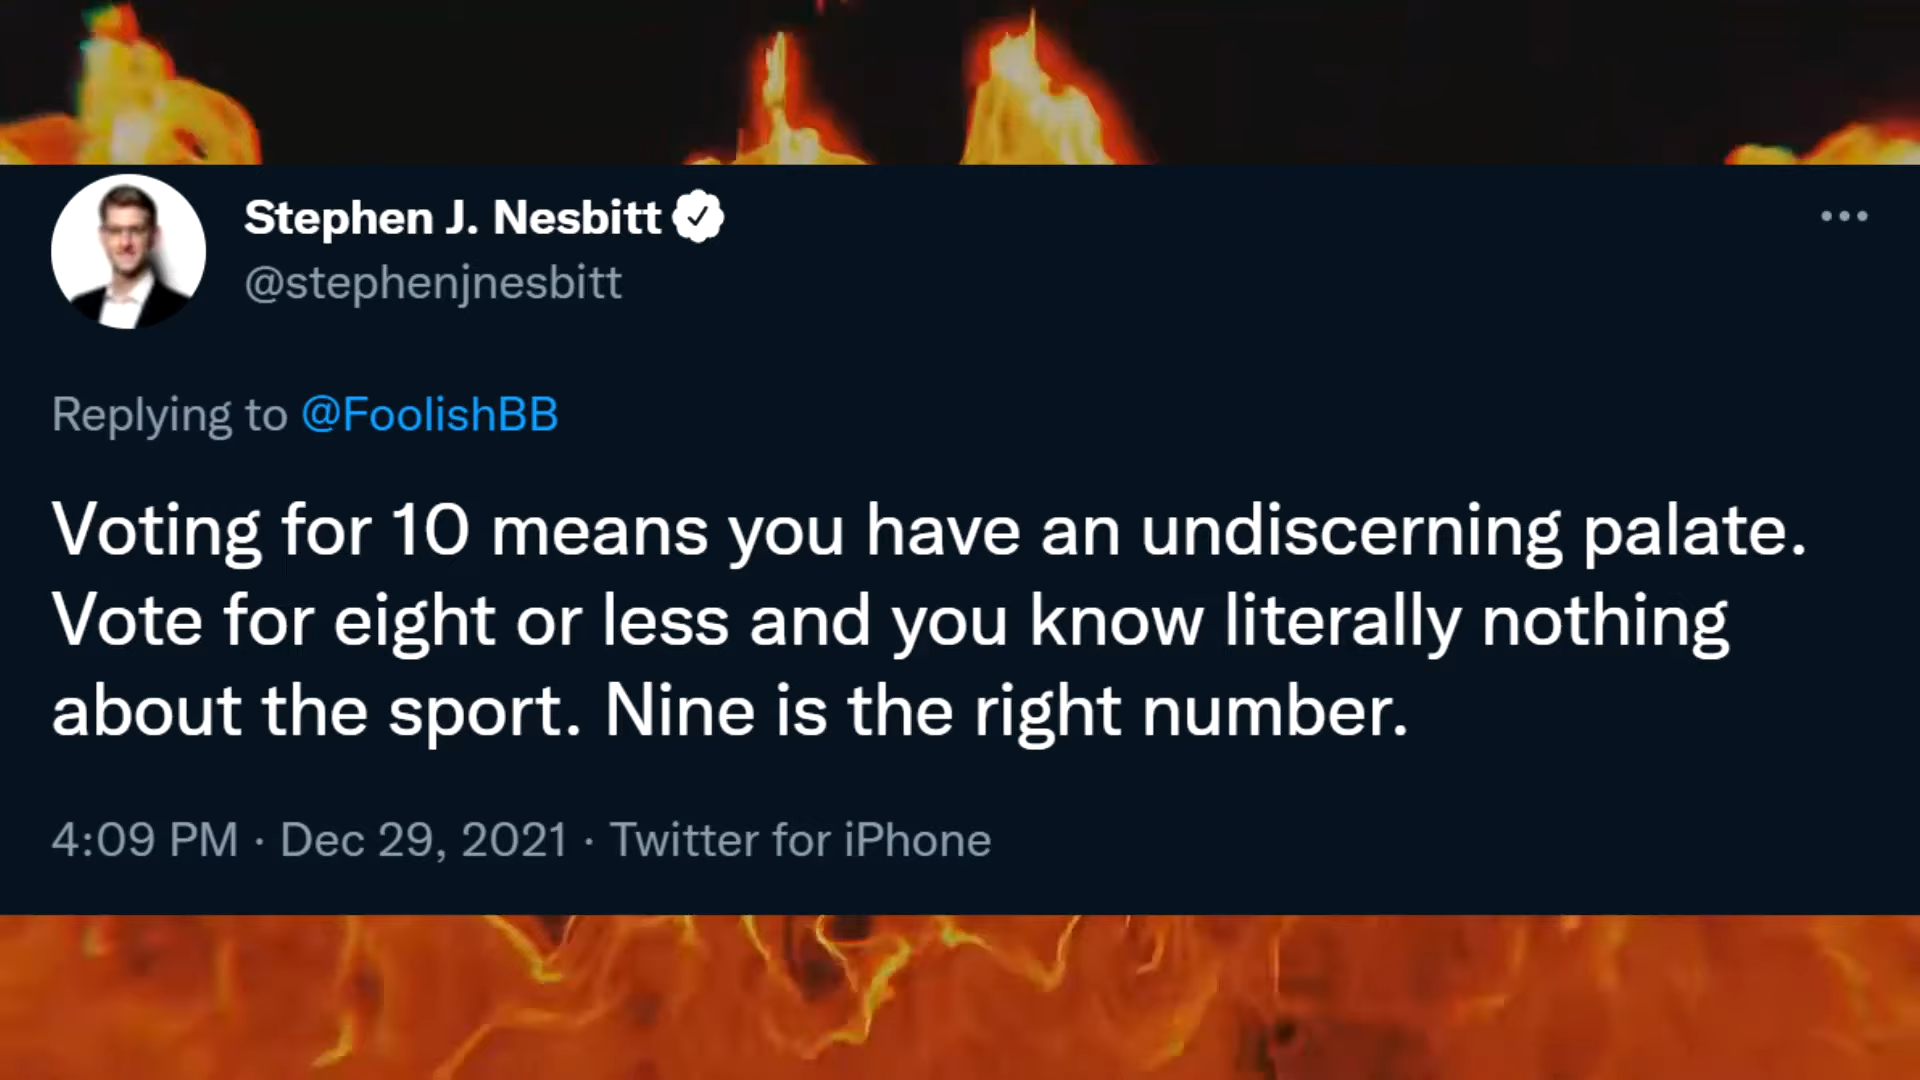 Stephen J. Nesbitt
@stephenjnesbitt
Replying to @FoolishBB
Voting for 10 means you have an undiscerning palate.
Vote for eight or less and you know literally nothing
about the sport. Nine is the right number.
4:09 PM · Dec 29, 2021 · Twitter for iPhone